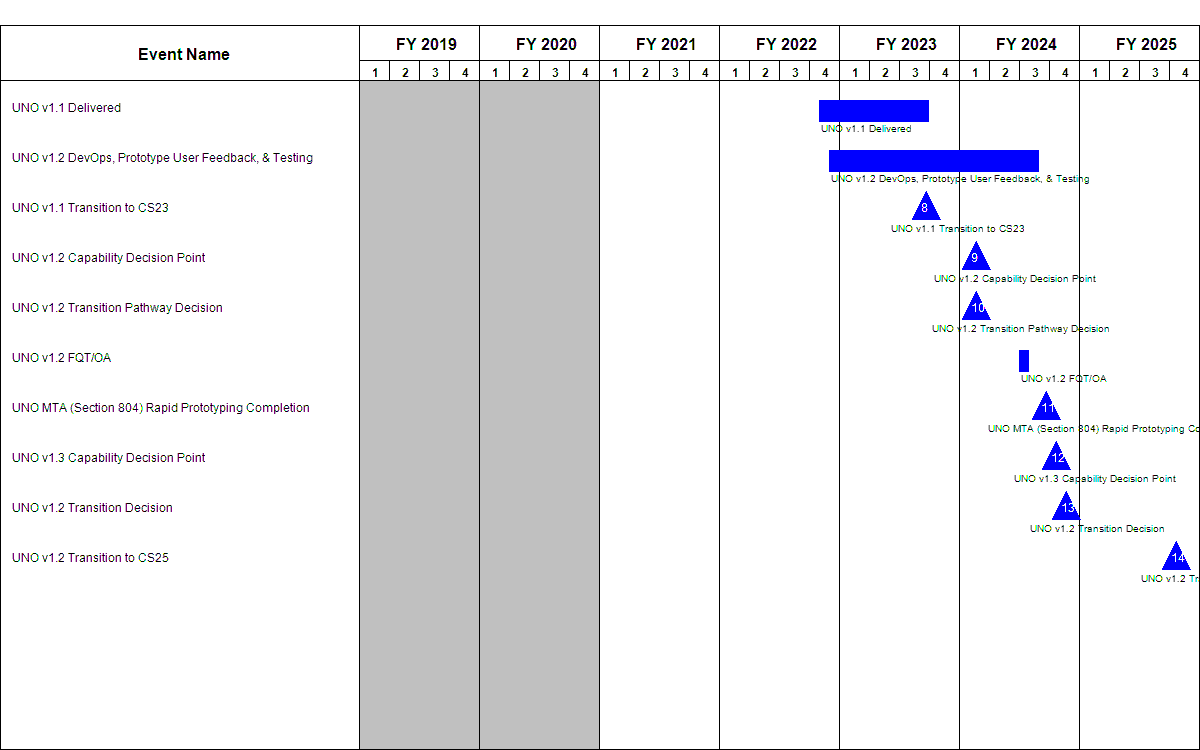 Event Name FY 2019 FY 2020 FY 2021 FY 2022 FY 2023 FY 2024 FY 2025
1 2 3 4 1 2 3 4 1 2 3 4 1 2 3 4 1 2 3 4 1 2 3 4 1 2 3 4
UNO v1.1 Delivered
UNO v1.1 Delivered
UNO v1.2 DevOps, Prototype User Feedback, & Testing
UNO v1.2 DevOps, Prototype User Feedback, & Testing
UNO v1.1 Transition to CS23 8
UNO v1.1 Transition to CS23
UNO v1.2 Capability Decision Point 9
UNO v1.2 Capability Decision Point
UNO v1.2 Transition Pathway Decision 10
UNO v1.2 Transition Pathway Decision
UNO v1.2 FQT/OA
UNO v1.2 FQT/OA
UNO MTA (Section 804) Rapid Prototyping Completion 11
UNO MTA (Section 804) Rapid Prototyping Co
UNO v1.3 Capability Decision Point 12
UNO v1.3 Capability Decision Point
UNO v1.2 Transition Decision 13
UNO v1.2 Transition Decision
UNO v1.2 Transition to CS25 14
UNO v1.2 Tr